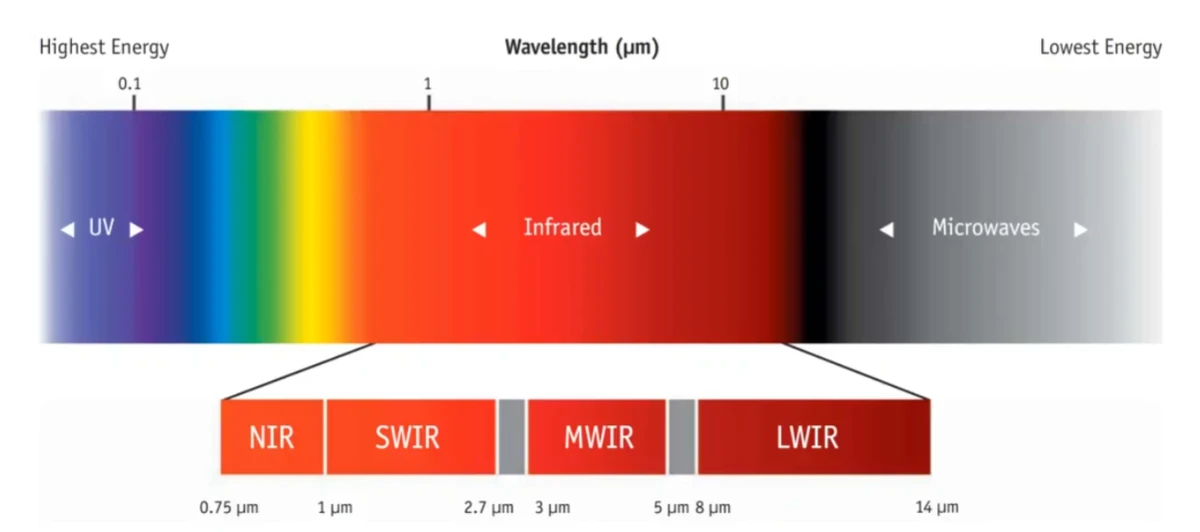 Highest Energy Wavelength (µm) Lowest Energy
0.1 1 10
UV Infrared Microwaves
NIR SWIR MWIR LWIR
0.75 µm 1 µm 2.7 µm 3 µm 5 µm 8 µm 14 µm